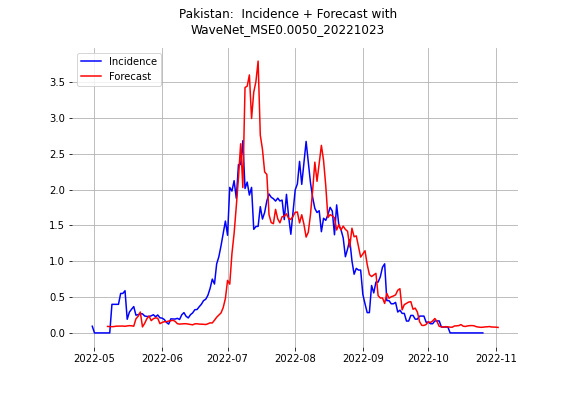 Pakistan:  Incidence + Forecast with
WaveNet_MSE0.0050_20221023
Incidence
Forecast
3.5
3.0
2.5
2.0
1.5
1.0
0.5
0.0
2022-05 2022-06 2022-07 2022-08 2022-09 2022-10 2022-11